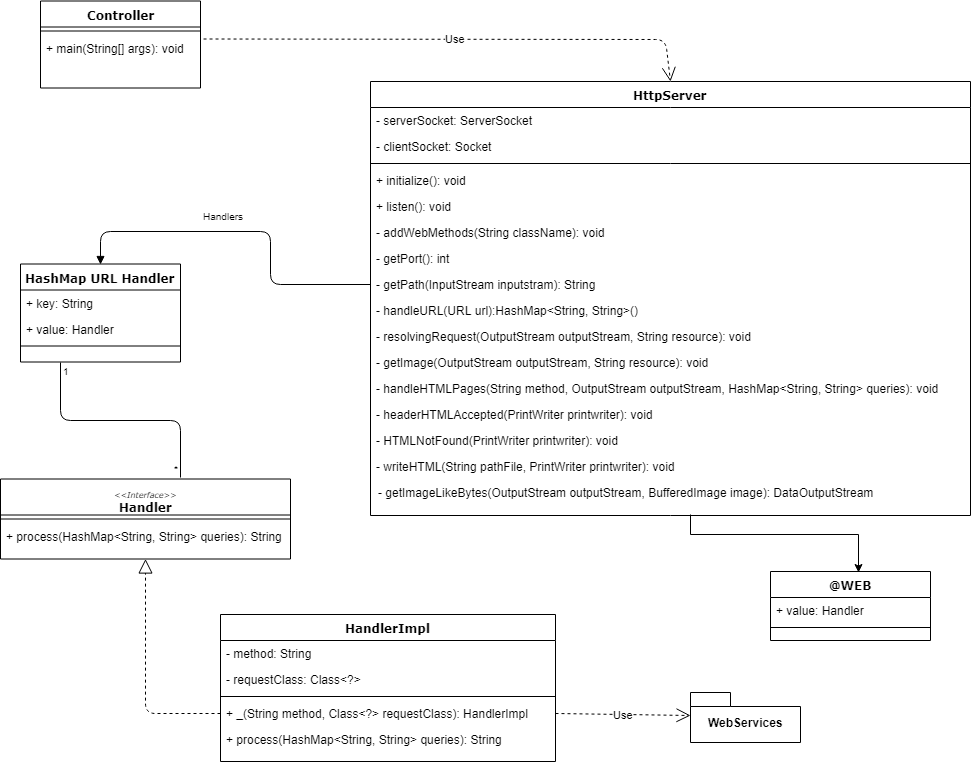 Controller
+ main(String[] args): void
Use
HttpServer
- serverSocket: ServerSocket
- clientSocket: Socket
+ initialize(): void
+ listen(): void
- addWebMethods(String className): void
- getPort(): int
- getPath(InputStream inputstram): String
- handleURL(URL url):HashMap<String, String>()
- resolvingRequest(OutputStream outputStream, String resource): void
- getImage(OutputStream outputStream, String resource): void
- handleHTMLPages(String method, OutputStream outputStream, HashMap<String, String> queries): void
- headerHTMLAccepted(PrintWriter printwriter): void
- HTMLNotFound(PrintWriter printwriter): void
- writeHTML(String pathFile, PrintWriter printwriter): void
- getImageLikeBytes(OutputStream outputStream, BufferedImage image): DataOutputStream
Handlers
HashMap URL Handler
+ key: String
+ value: Handler
1
*
<<Interface>>
Handler
+ process(HashMap<String, String> queries): String
@WEB
+ value: Handler
HandlerImpl
- method: String
- requestClass: Class<?>
+ _(String method, Class<?> requestClass): HandlerImpl
+ process(HashMap<String, String> queries): String
Use
WebServices